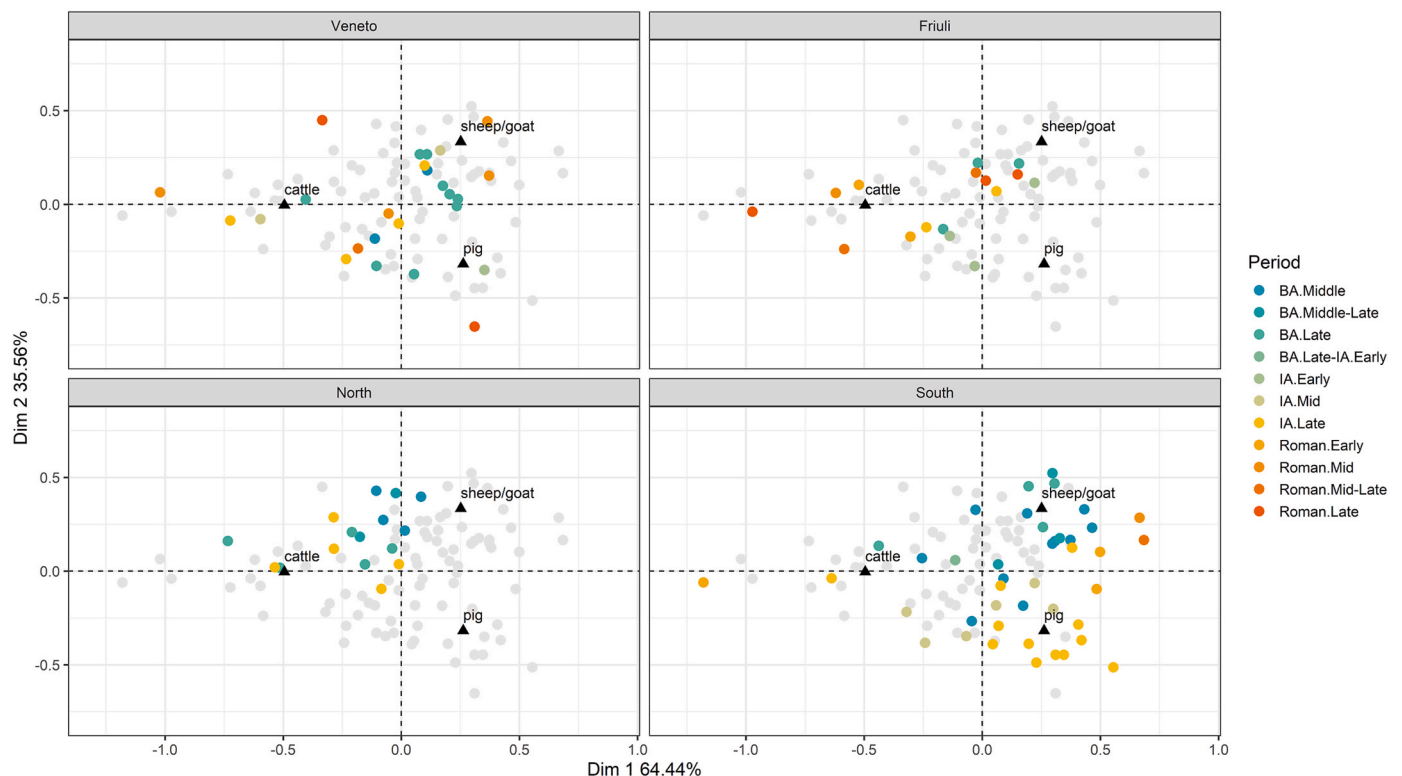 Veneto
Friuli
sheep/goat
cattle
pig
sheep/goat
cattle
pig
0.5
0.0
-0.5
North
South
sheep/goat
cattle
pig
sheep/goat
cattle
pig
0.5
0.0
-0.5
-1.0
-0.5
0.0
0.5
1.0
-1.0
-0.5
0.0
0.5
1.0
Dim 1 64.44%
Dim 2 35.56%
Period
BA.Middle
BA.Middle-Late
BA.Late
BA.Late-IA.Early
IA.Early
IA.Mid
IA.Late
Roman.Early
Roman.Mid
Roman.Mid-Late
Roman.Late